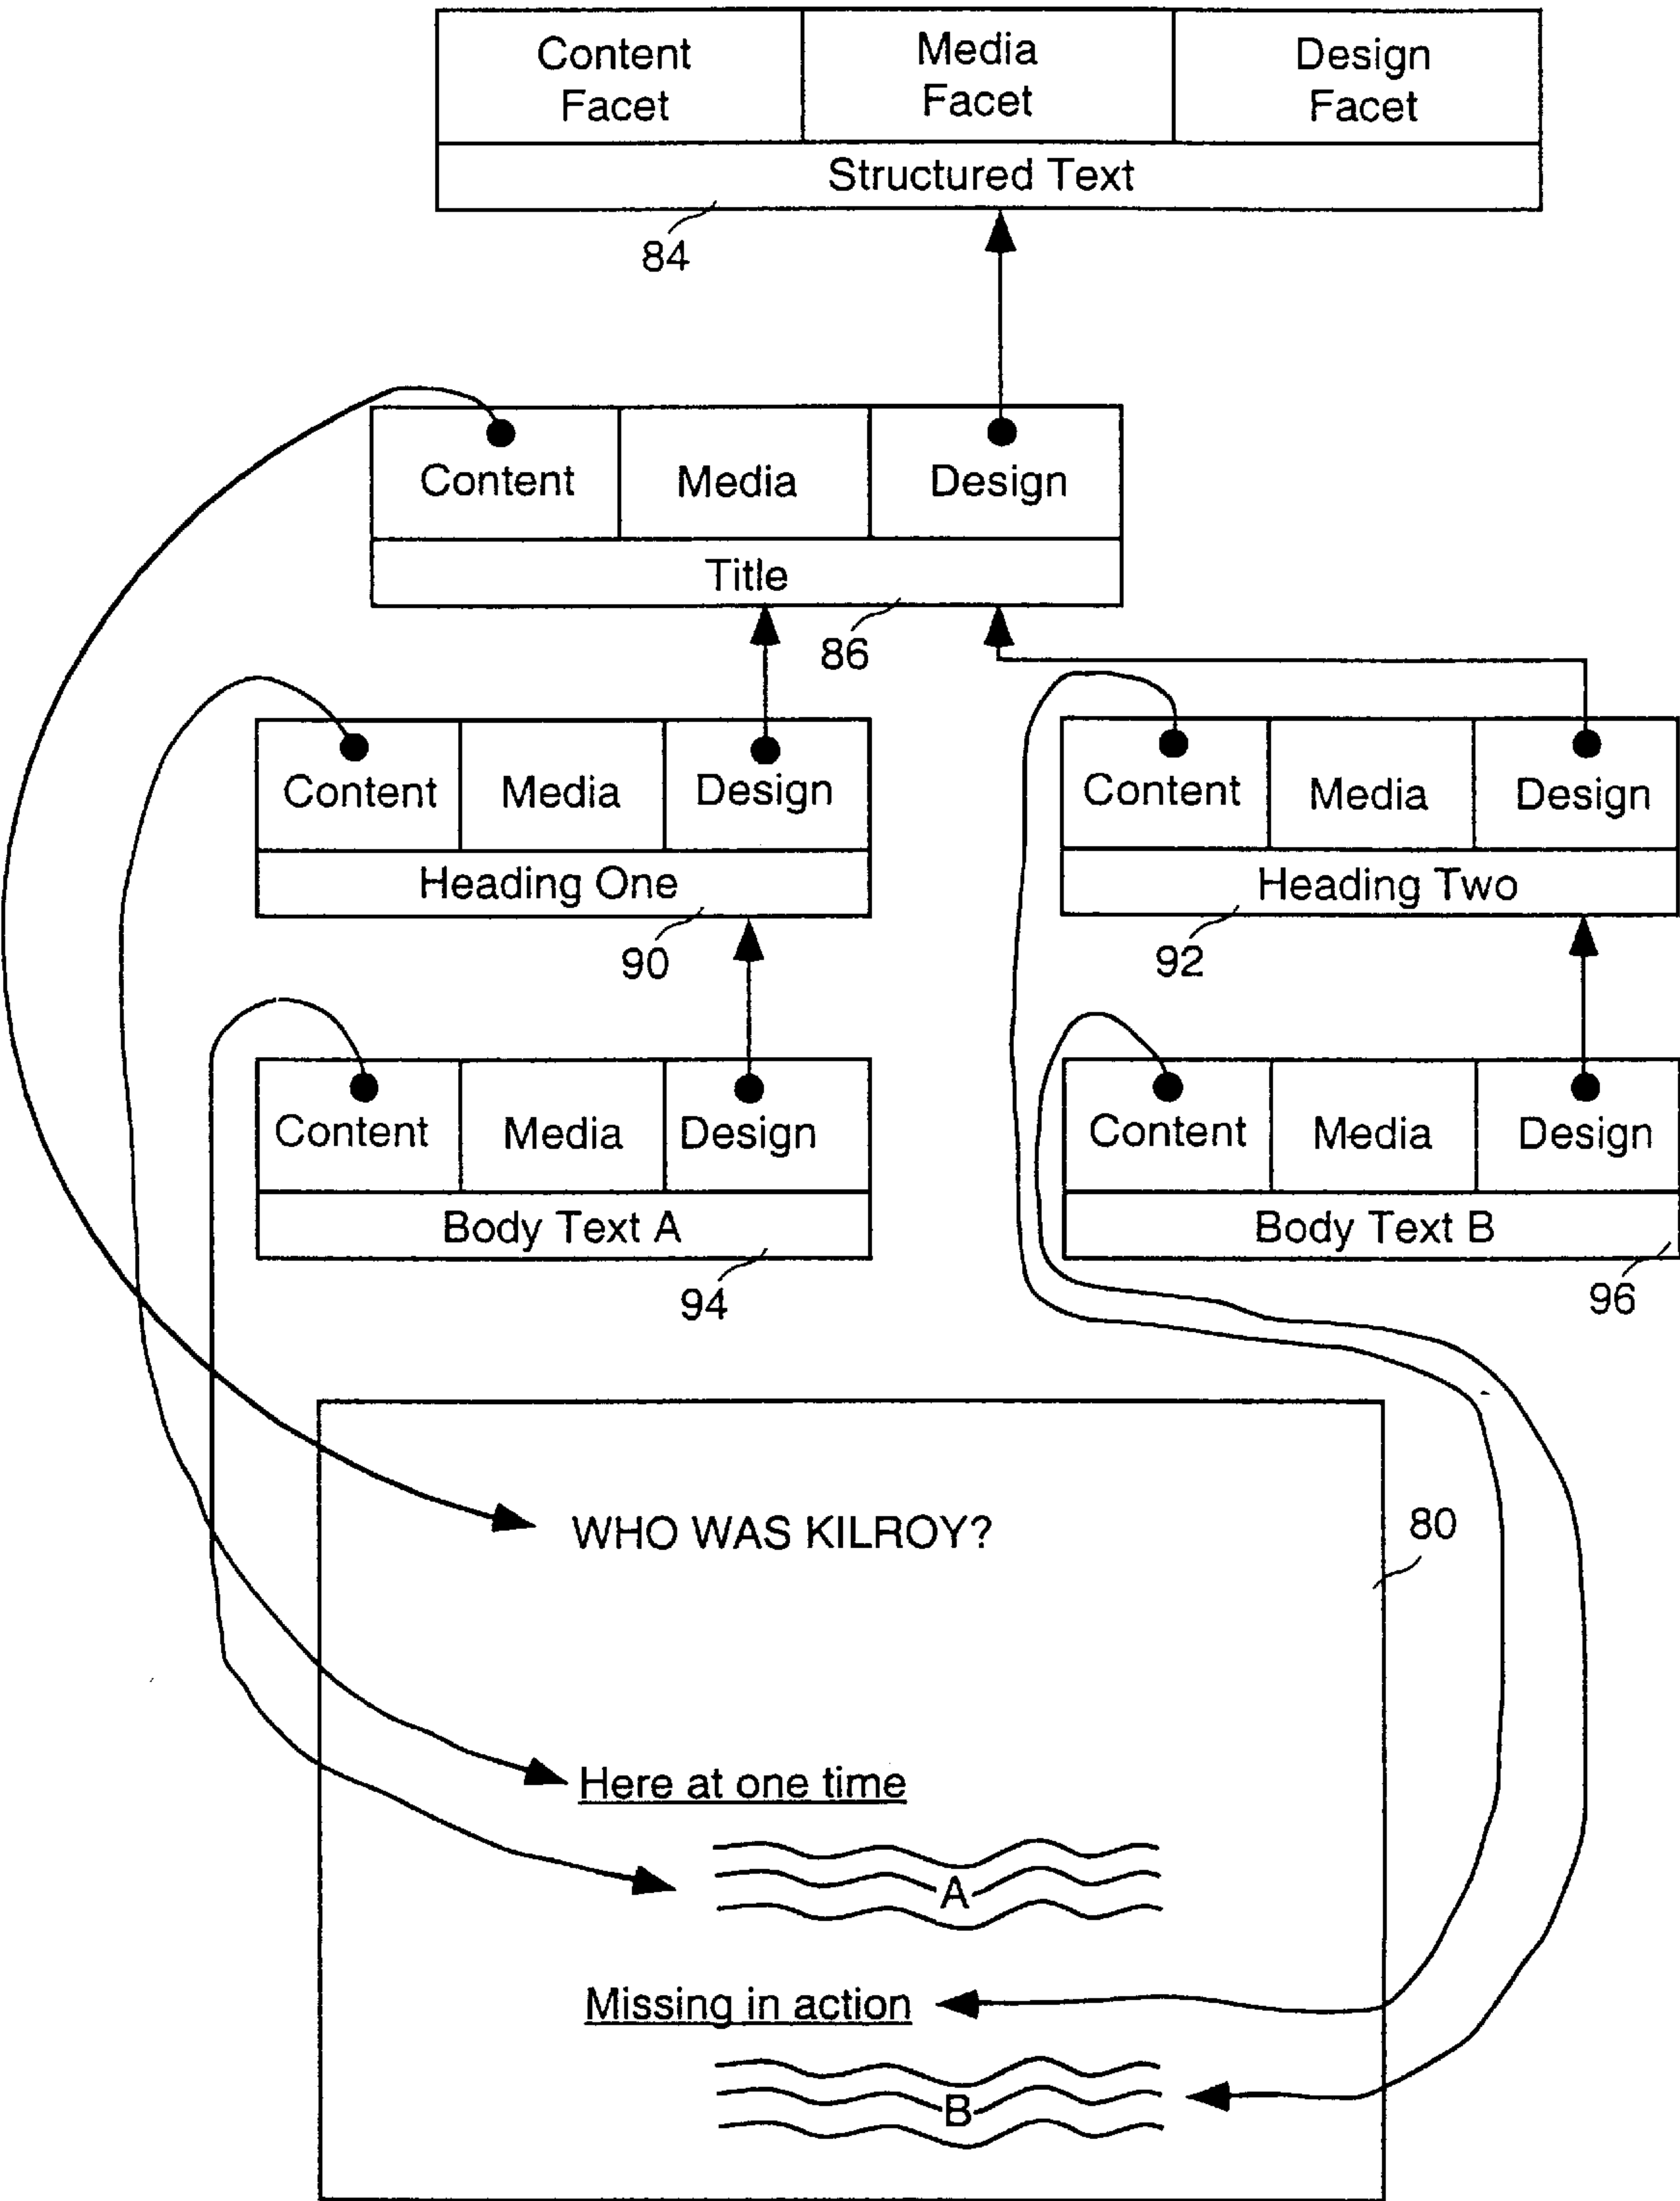 Content Facet
Media Facet
Design Facet
Structured Text
84
Content
Media
Design
Title
86
Content
Media
Design
Heading One
90
Content
Media
Design
Heading Two
92
Content
Media
Design
Body Text A
94
Content
Media
Design
Body Text B
96
80
WHO WAS KILROY?
Here at one time
A
Missing in action
B